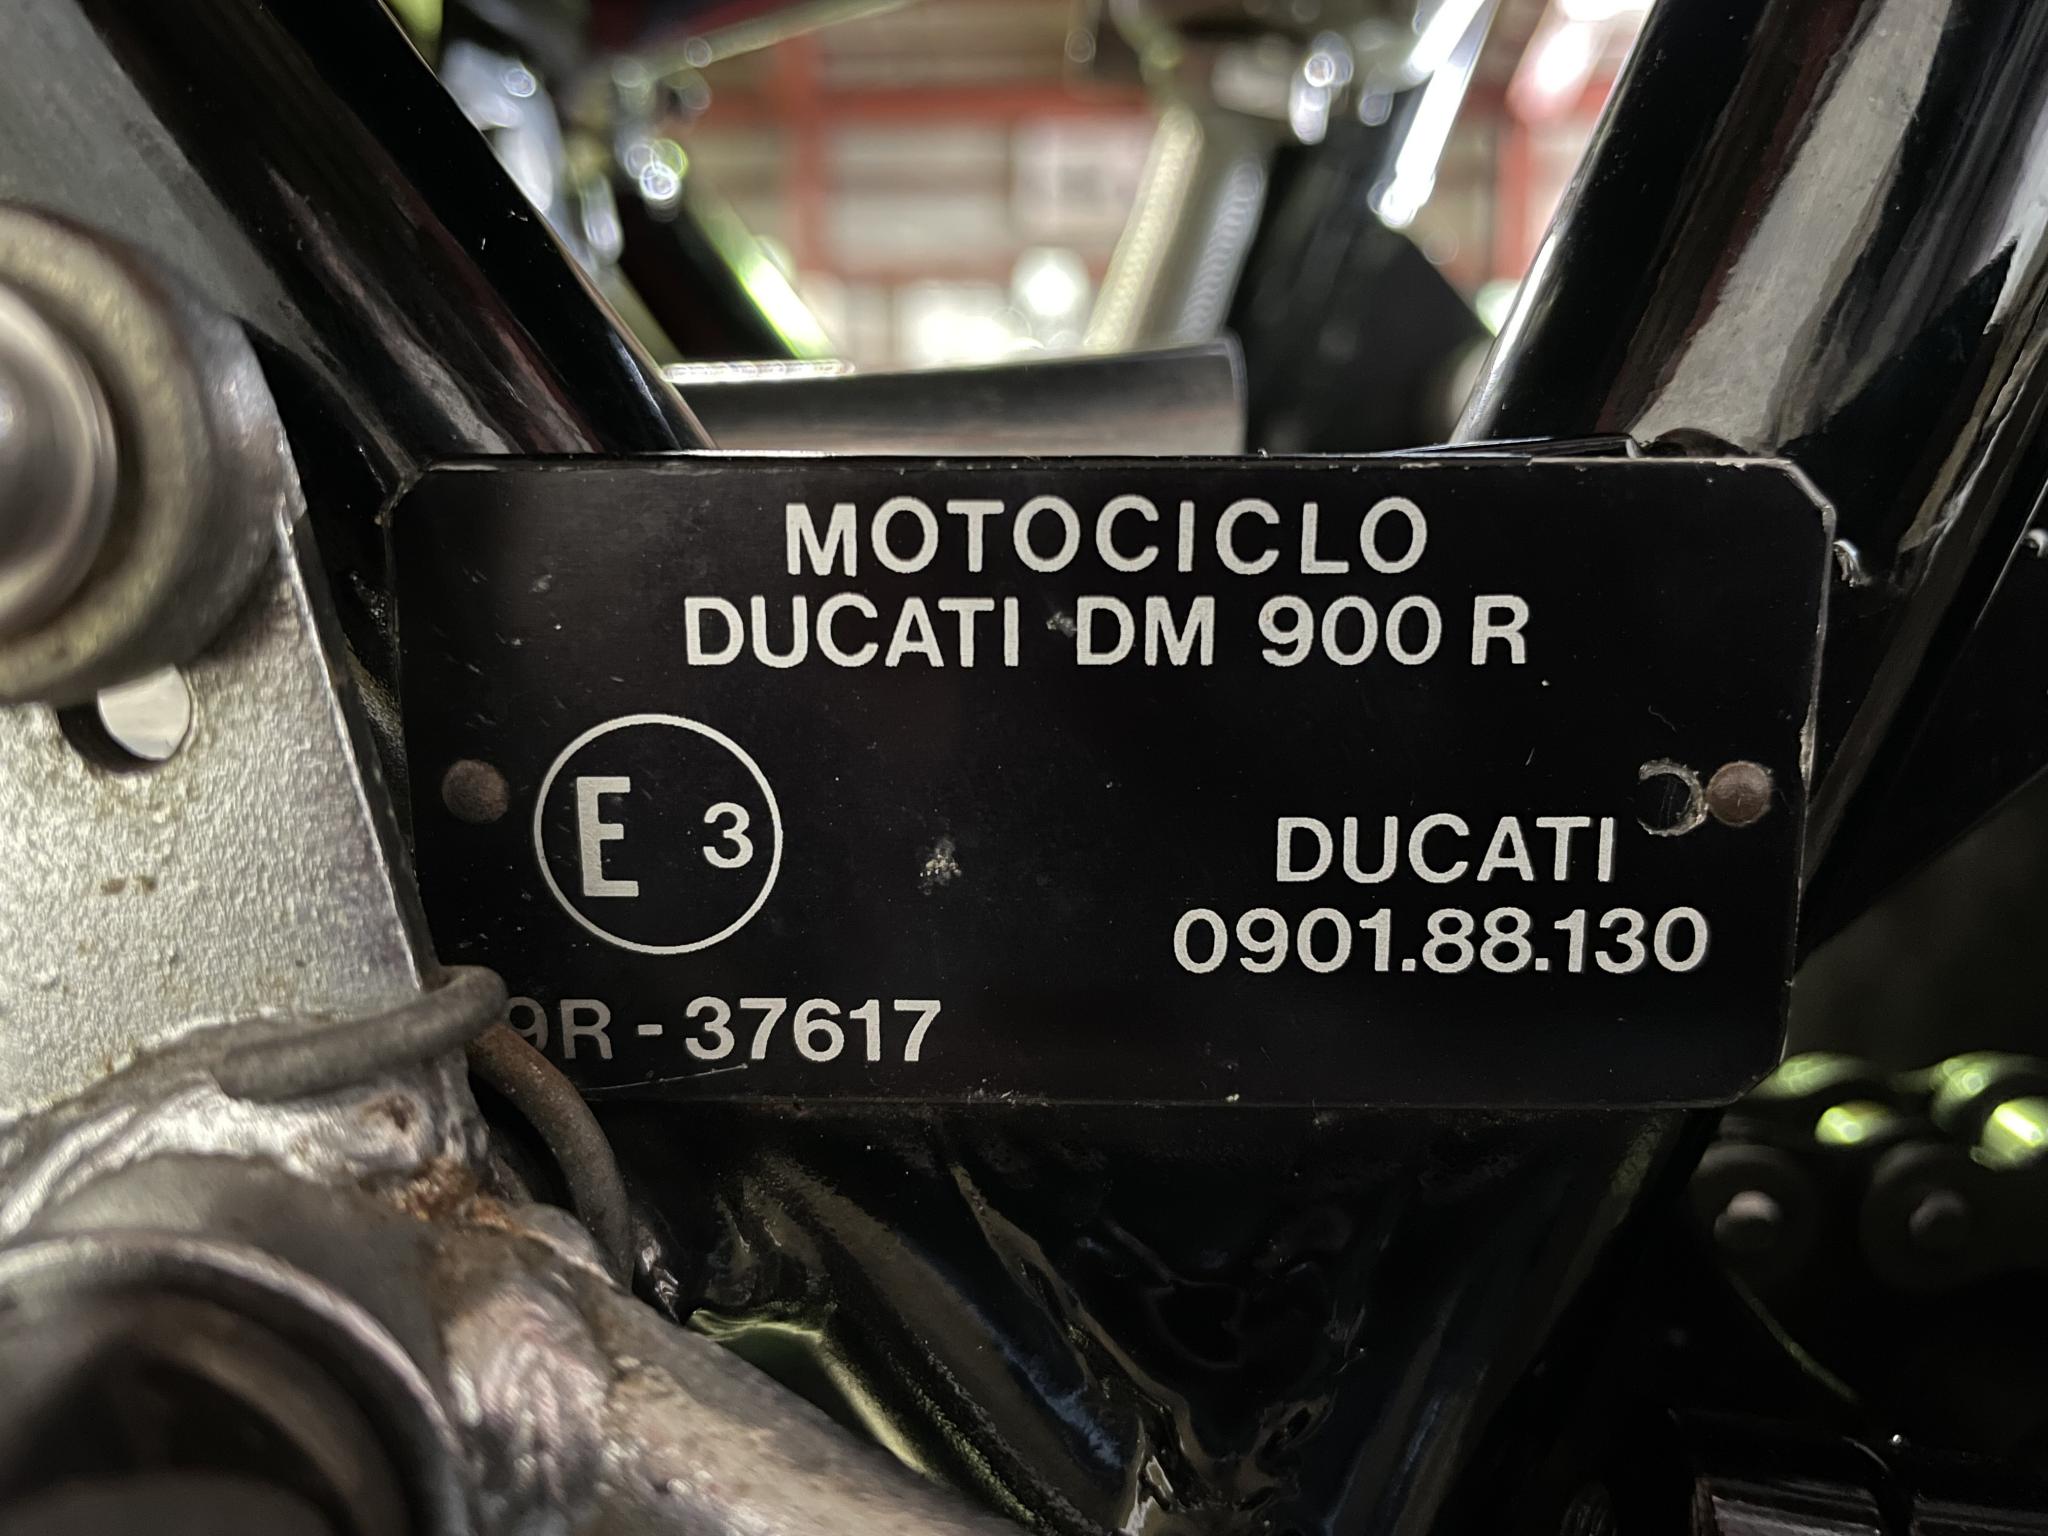 MOTOCICLO
DUCATI DM 900 R
E 3
DUCATI
0901.88.130
9R - 37617